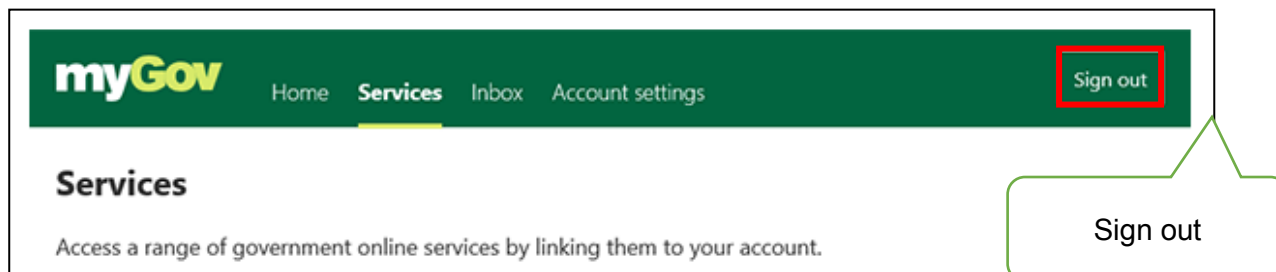 myGov Home Services Inbox Account settings Sign out
Services
Access a range of government online services by linking them to your account.
Sign out